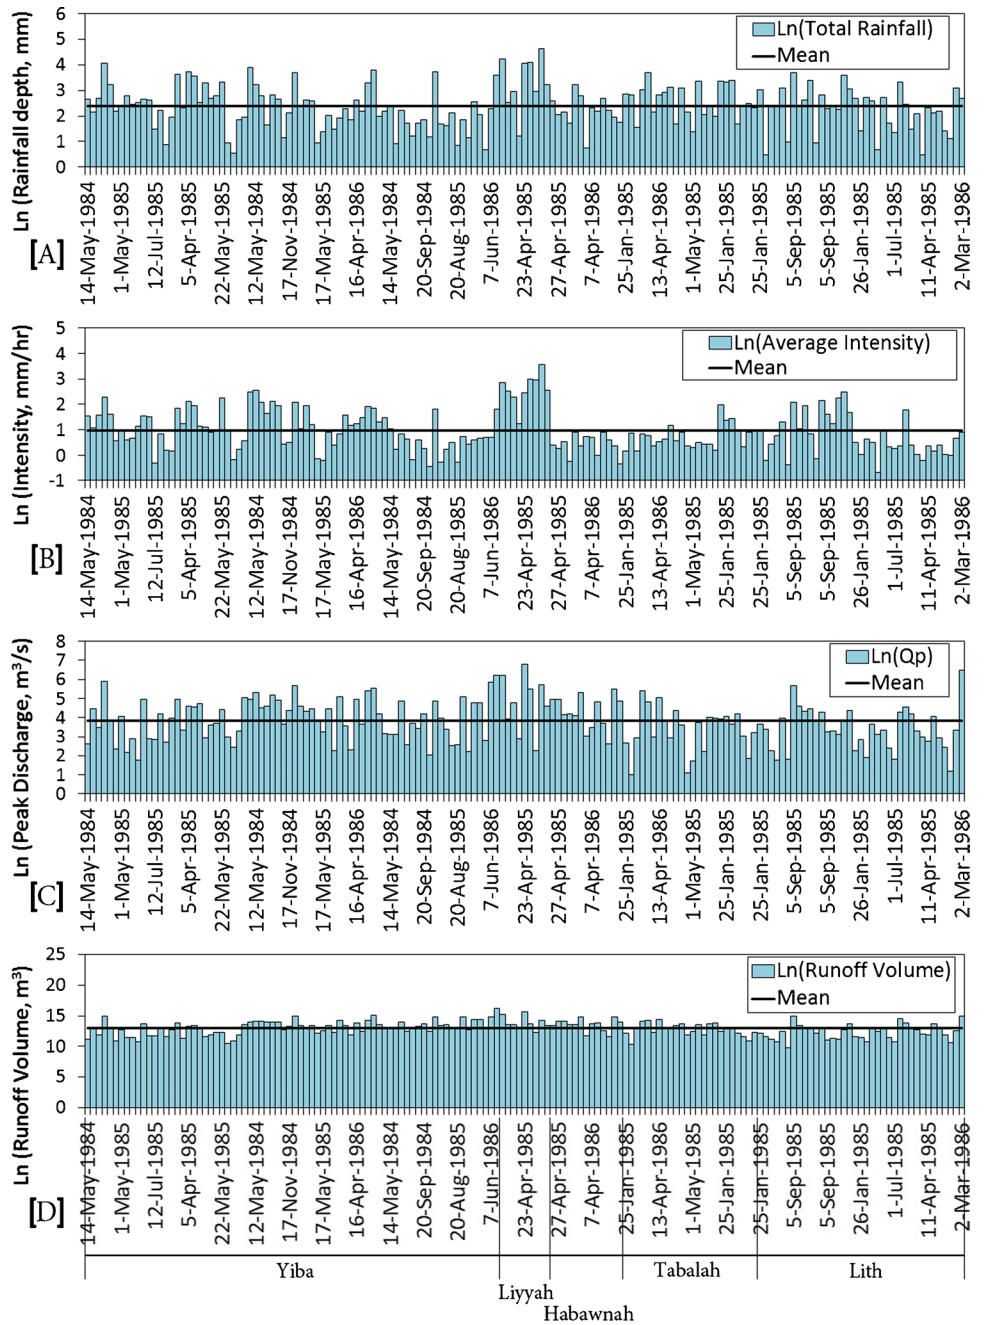 Ln (Rainfall depth, mm)
6
5
4
3
2
1
0
Ln(Total Rainfall)
Mean
14-May-1984
1-May-1985
12-Jul-1985
5-Apr-1985
22-May-1985
12-May-1984
17-Nov-1984
17-May-1985
16-Apr-1986
14-May-1984
20-Sep-1984
20-Aug-1985
7-Jun-1986
23-Apr-1985
27-Apr-1985
7-Apr-1986
25-Jan-1985
13-Apr-1986
1-May-1985
25-Jan-1985
25-Jan-1985
5-Sep-1985
5-Sep-1985
26-Jan-1985
1-Jul-1985
11-Apr-1985
2-Mar-1986
[A]
Ln (Intensity, mm/hr)
5
4
3
2
1
0
-1
Ln(Average Intensity)
Mean
14-May-1984
1-May-1985
12-Jul-1985
5-Apr-1985
22-May-1985
12-May-1984
17-Nov-1984
17-May-1985
16-Apr-1986
14-May-1984
20-Sep-1984
20-Aug-1985
7-Jun-1986
23-Apr-1985
27-Apr-1985
7-Apr-1986
25-Jan-1985
13-Apr-1986
1-May-1985
25-Jan-1985
25-Jan-1985
5-Sep-1985
5-Sep-1985
26-Jan-1985
1-Jul-1985
11-Apr-1985
2-Mar-1986
[B]
Ln (Peak Discharge, m³/s)
8
7
6
5
4
3
2
1
0
Ln(Qp)
Mean
14-May-1984
1-May-1985
12-Jul-1985
5-Apr-1985
22-May-1985
12-May-1984
17-Nov-1984
17-May-1985
16-Apr-1986
14-May-1984
20-Sep-1984
20-Aug-1985
7-Jun-1986
23-Apr-1985
27-Apr-1985
7-Apr-1986
25-Jan-1985
13-Apr-1986
1-May-1985
25-Jan-1985
25-Jan-1985
5-Sep-1985
5-Sep-1985
26-Jan-1985
1-Jul-1985
11-Apr-1985
2-Mar-1986
[C]
Ln (Runoff Volume, m³)
25
20
15
10
5
0
Ln(Runoff Volume)
Mean
14-May-1984
1-May-1985
12-Jul-1985
5-Apr-1985
22-May-1985
12-May-1984
17-Nov-1984
17-May-1985
16-Apr-1986
14-May-1984
20-Sep-1984
20-Aug-1985
7-Jun-1986
23-Apr-1985
27-Apr-1985
7-Apr-1986
25-Jan-1985
13-Apr-1986
1-May-1985
25-Jan-1985
25-Jan-1985
5-Sep-1985
5-Sep-1985
26-Jan-1985
1-Jul-1985
11-Apr-1985
2-Mar-1986
[D]
Yiba
Liyyah
Habawnah
Tabalah
Lith